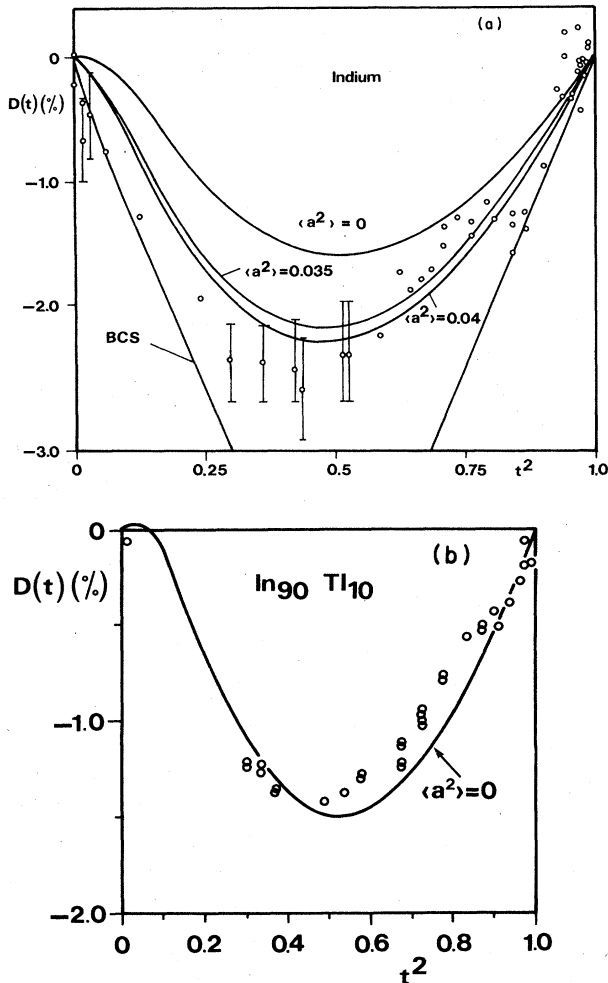 (a)
0
Indium
D(t)(%)
-1.0
⟨a²⟩=0
⟨a²⟩=0.035
-2.0
⟨a²⟩=0.04
BCS
-3.0
0
0.25
0.5
0.75
t²
1.0
0
(b)
D(t)(%)
In₉₀ Tl₁₀
-1.0
⟨a²⟩=0
-2.0
0
0.2
0.4
0.6
0.8
1.0
t²